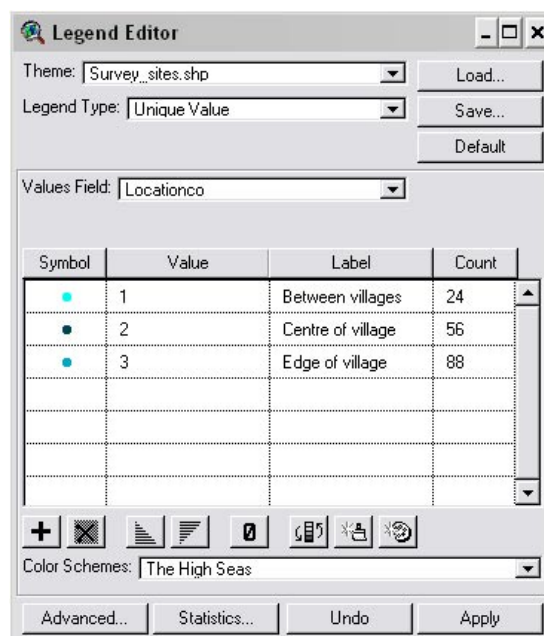 Legend Editor
Theme: Survey_sites.shp
Load...
Legend Type: Unique Value
Save...
Default
Values Field: Locationco
Symbol Value Label Count
1 Between villages 24
2 Centre of village 56
3 Edge of village 88
0
Color Schemes: The High Seas
Advanced... Statistics... Undo Apply